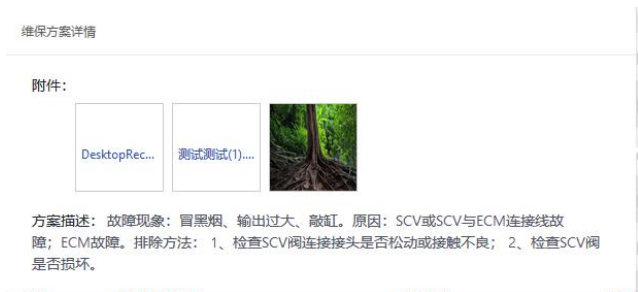 维保方案详情
附件：
DesktopRec...
测试测试(1)....
方案描述： 故障现象：冒黑烟、输出过大、敲缸。原因：SCV或SCV与ECM连接线故
障；ECM故障。排除方法： 1、检查SCV阀连接接头是否松动或接触不良； 2、检查SCV阀
是否损坏。